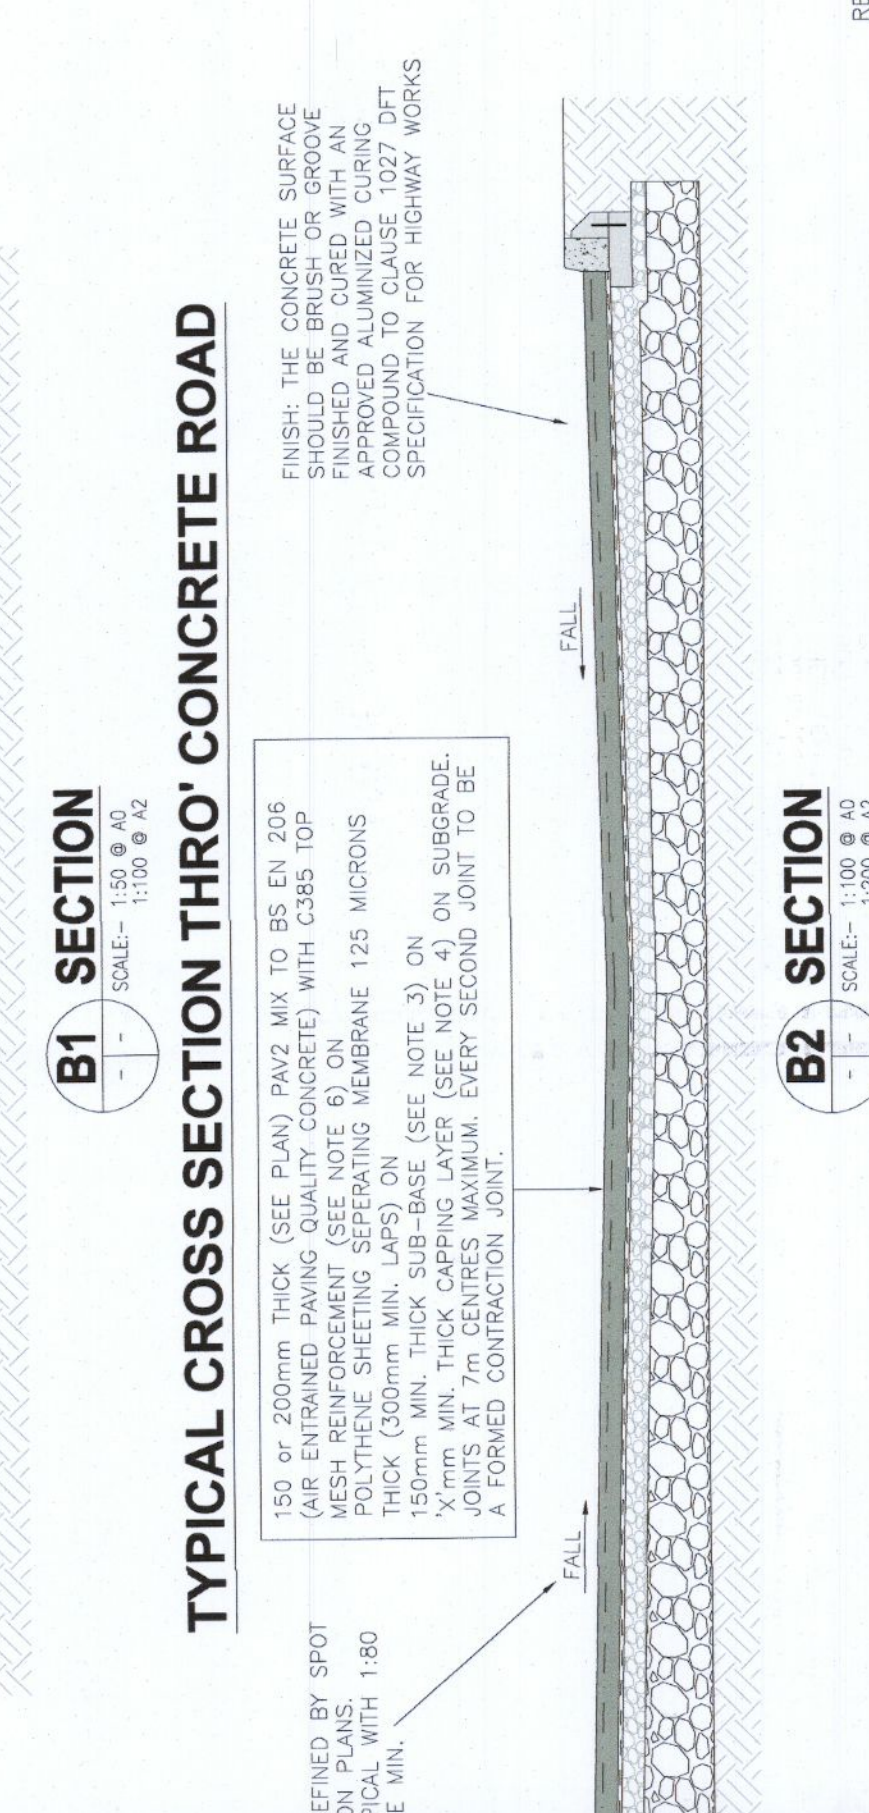 B1 SECTION
- -
SCALE:- 1:50 @ A0
1:100 @ A2
TYPICAL CROSS SECTION THRO' CONCRETE ROAD
EFINED BY SPOT
ON PLANS.
PICAL WITH 1:80
E MIN.
150 or 200mm THICK (SEE PLAN) PAV2 MIX TO BS EN 206
(AIR ENTRAINED PAVING QUALITY CONCRETE) WITH C385 TOP
MESH REINFORCEMENT (SEE NOTE 6) ON
POLYTHENE SHEETING SEPERATING MEMBRANE 125 MICRONS
THICK (300mm MIN. LAPS) ON
150mm MIN. THICK SUB-BASE (SEE NOTE 3) ON
'X'mm MIN. THICK CAPPING LAYER (SEE NOTE 4) ON SUBGRADE.
JOINTS AT 7m CENTRES MAXIMUM. EVERY SECOND JOINT TO BE
A FORMED CONTRACTION JOINT.
FINISH: THE CONCRETE SURFACE
SHOULD BE BRUSH OR GROOVE
FINISHED AND CURED WITH AN
APPROVED ALUMINIZED CURING
COMPOUND TO CLAUSE 1027 DFT
SPECIFICATION FOR HIGHWAY WORKS
FALL
FALL
B2 SECTION
- -
SCALE:- 1:100 @ A0
1:200 @ A2
RE